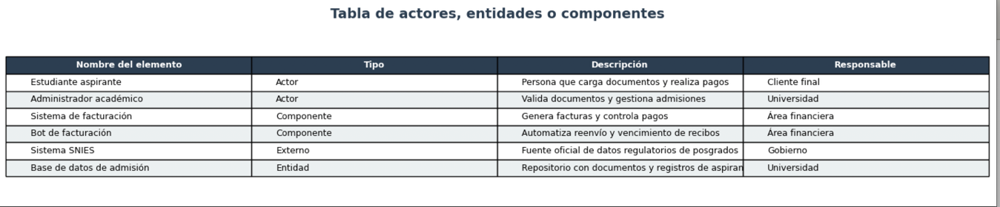 Tabla de actores, entidades o componentes
Nombre del elemento Tipo Descripción Responsable
Estudiante aspirante Actor Persona que carga documentos y realiza pagos Cliente final
Administrador académico Actor Valida documentos y gestiona admisiones Universidad
Sistema de facturación Componente Genera facturas y controla pagos Área financiera
Bot de facturación Componente Automatiza reenvío y vencimiento de recibos Área financiera
Sistema SNIES Externo Fuente oficial de datos regulatorios de posgrados Gobierno
Base de datos de admisión Entidad Repositorio con documentos y registros de aspiran Universidad